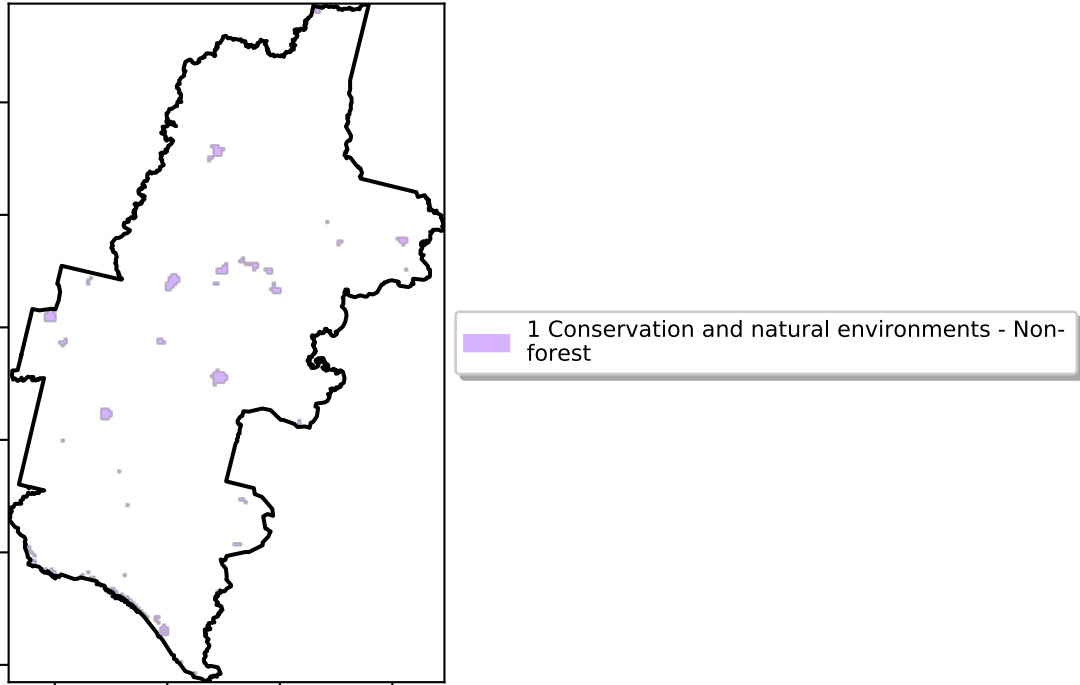 1 Conservation and natural environments - Non-
forest